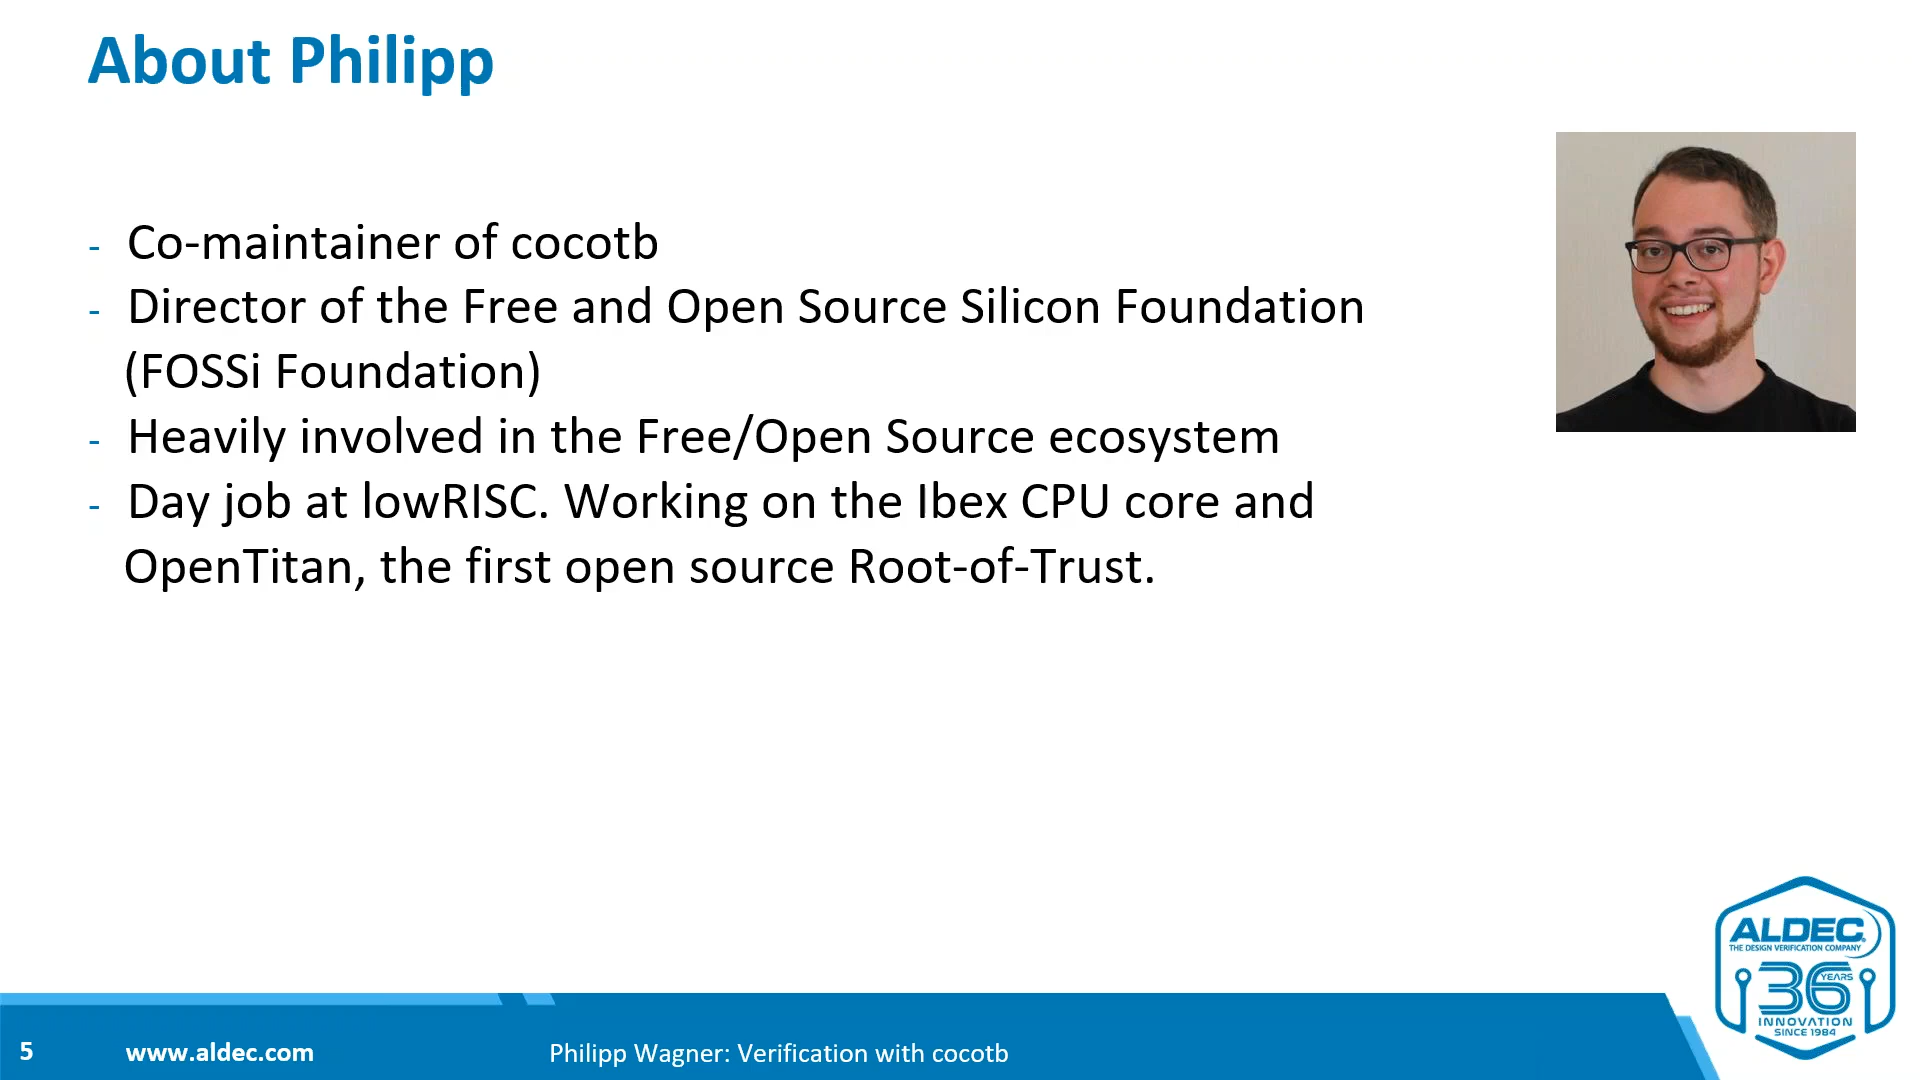 About Philipp
- Co-maintainer of cocotb
- Director of the Free and Open Source Silicon Foundation
(FOSSi Foundation)
- Heavily involved in the Free/Open Source ecosystem
- Day job at lowRISC. Working on the Ibex CPU core and
OpenTitan, the first open source Root-of-Trust.
ALDEC®
THE DESIGN VERIFICATION COMPANY
36 YEARS
INNOVATION
SINCE 1984
5 www.aldec.com Philipp Wagner: Verification with cocotb